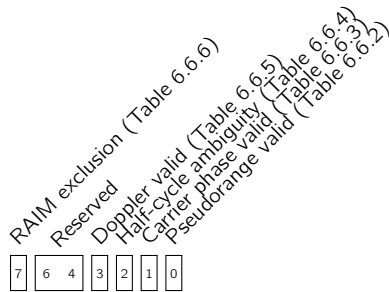 RAIM exclusion (Table 6.6.6)
Reserved
Doppler valid (Table 6.6.5)
Half-cycle ambiguity (Table 6.6.4)
Carrier phase valid (Table 6.6.3)
Pseudorange valid (Table 6.6.2)
7 6 4 3 2 1 0